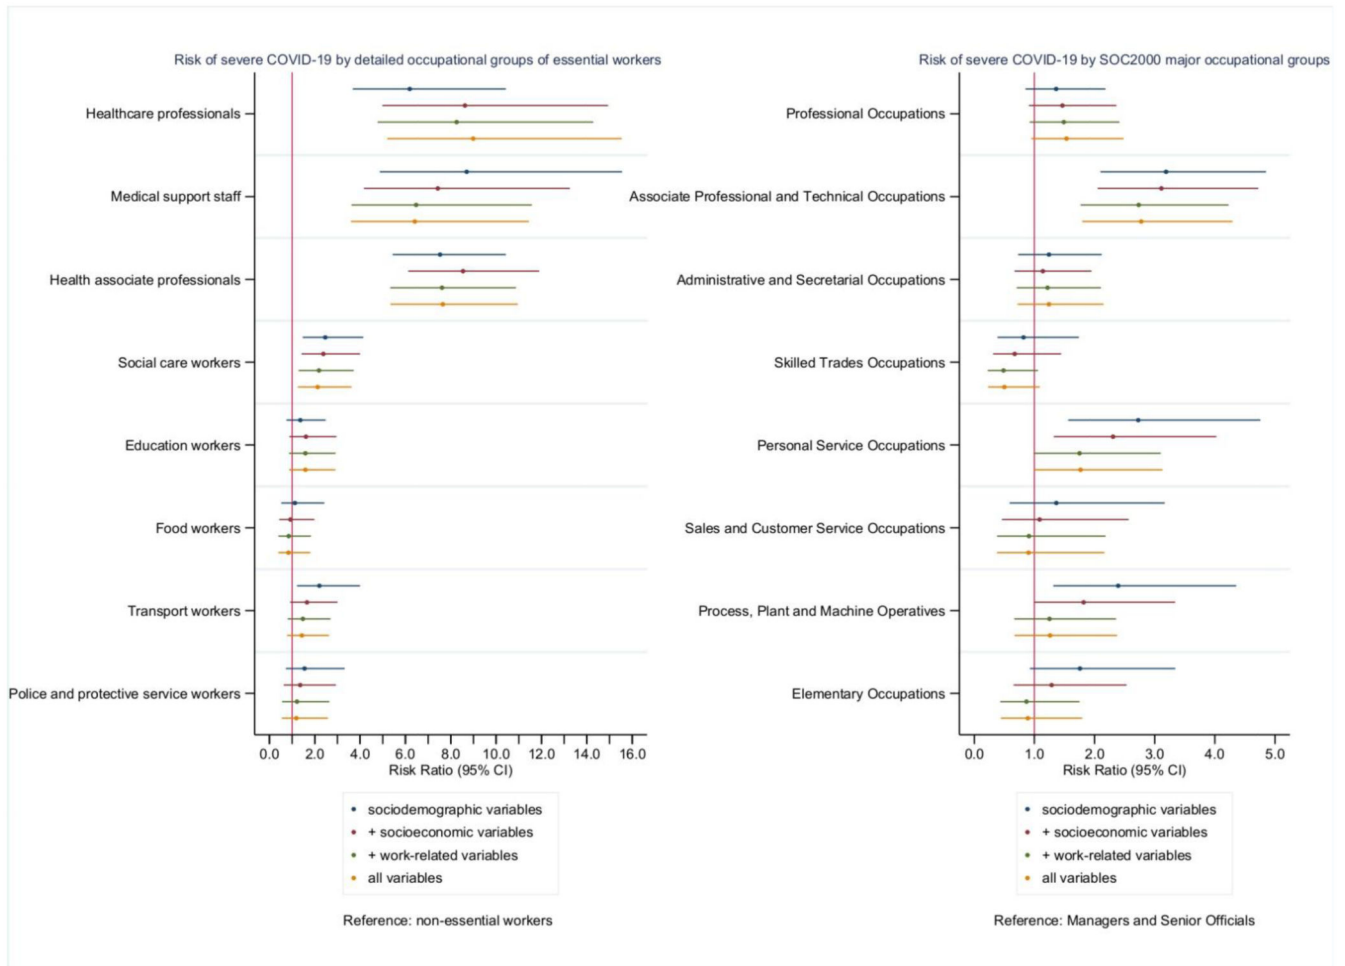 Risk of severe COVID-19 by detailed occupational groups of essential workers
Healthcare professionals
Medical support staff
Health associate professionals
Social care workers
Education workers
Food workers
Transport workers
Police and protective service workers
0.0 2.0 4.0 6.0 8.0 10.0 12.0 14.0 16.0
Risk Ratio (95% CI)
sociodemographic variables
+ socioeconomic variables
+ work-related variables
all variables
Reference: non-essential workers
Risk of severe COVID-19 by SOC2000 major occupational groups
Professional Occupations
Associate Professional and Technical Occupations
Administrative and Secretarial Occupations
Skilled Trades Occupations
Personal Service Occupations
Sales and Customer Service Occupations
Process, Plant and Machine Operatives
Elementary Occupations
0.0 1.0 2.0 3.0 4.0 5.0
Risk Ratio (95% CI)
sociodemographic variables
+ socioeconomic variables
+ work-related variables
all variables
Reference: Managers and Senior Officials